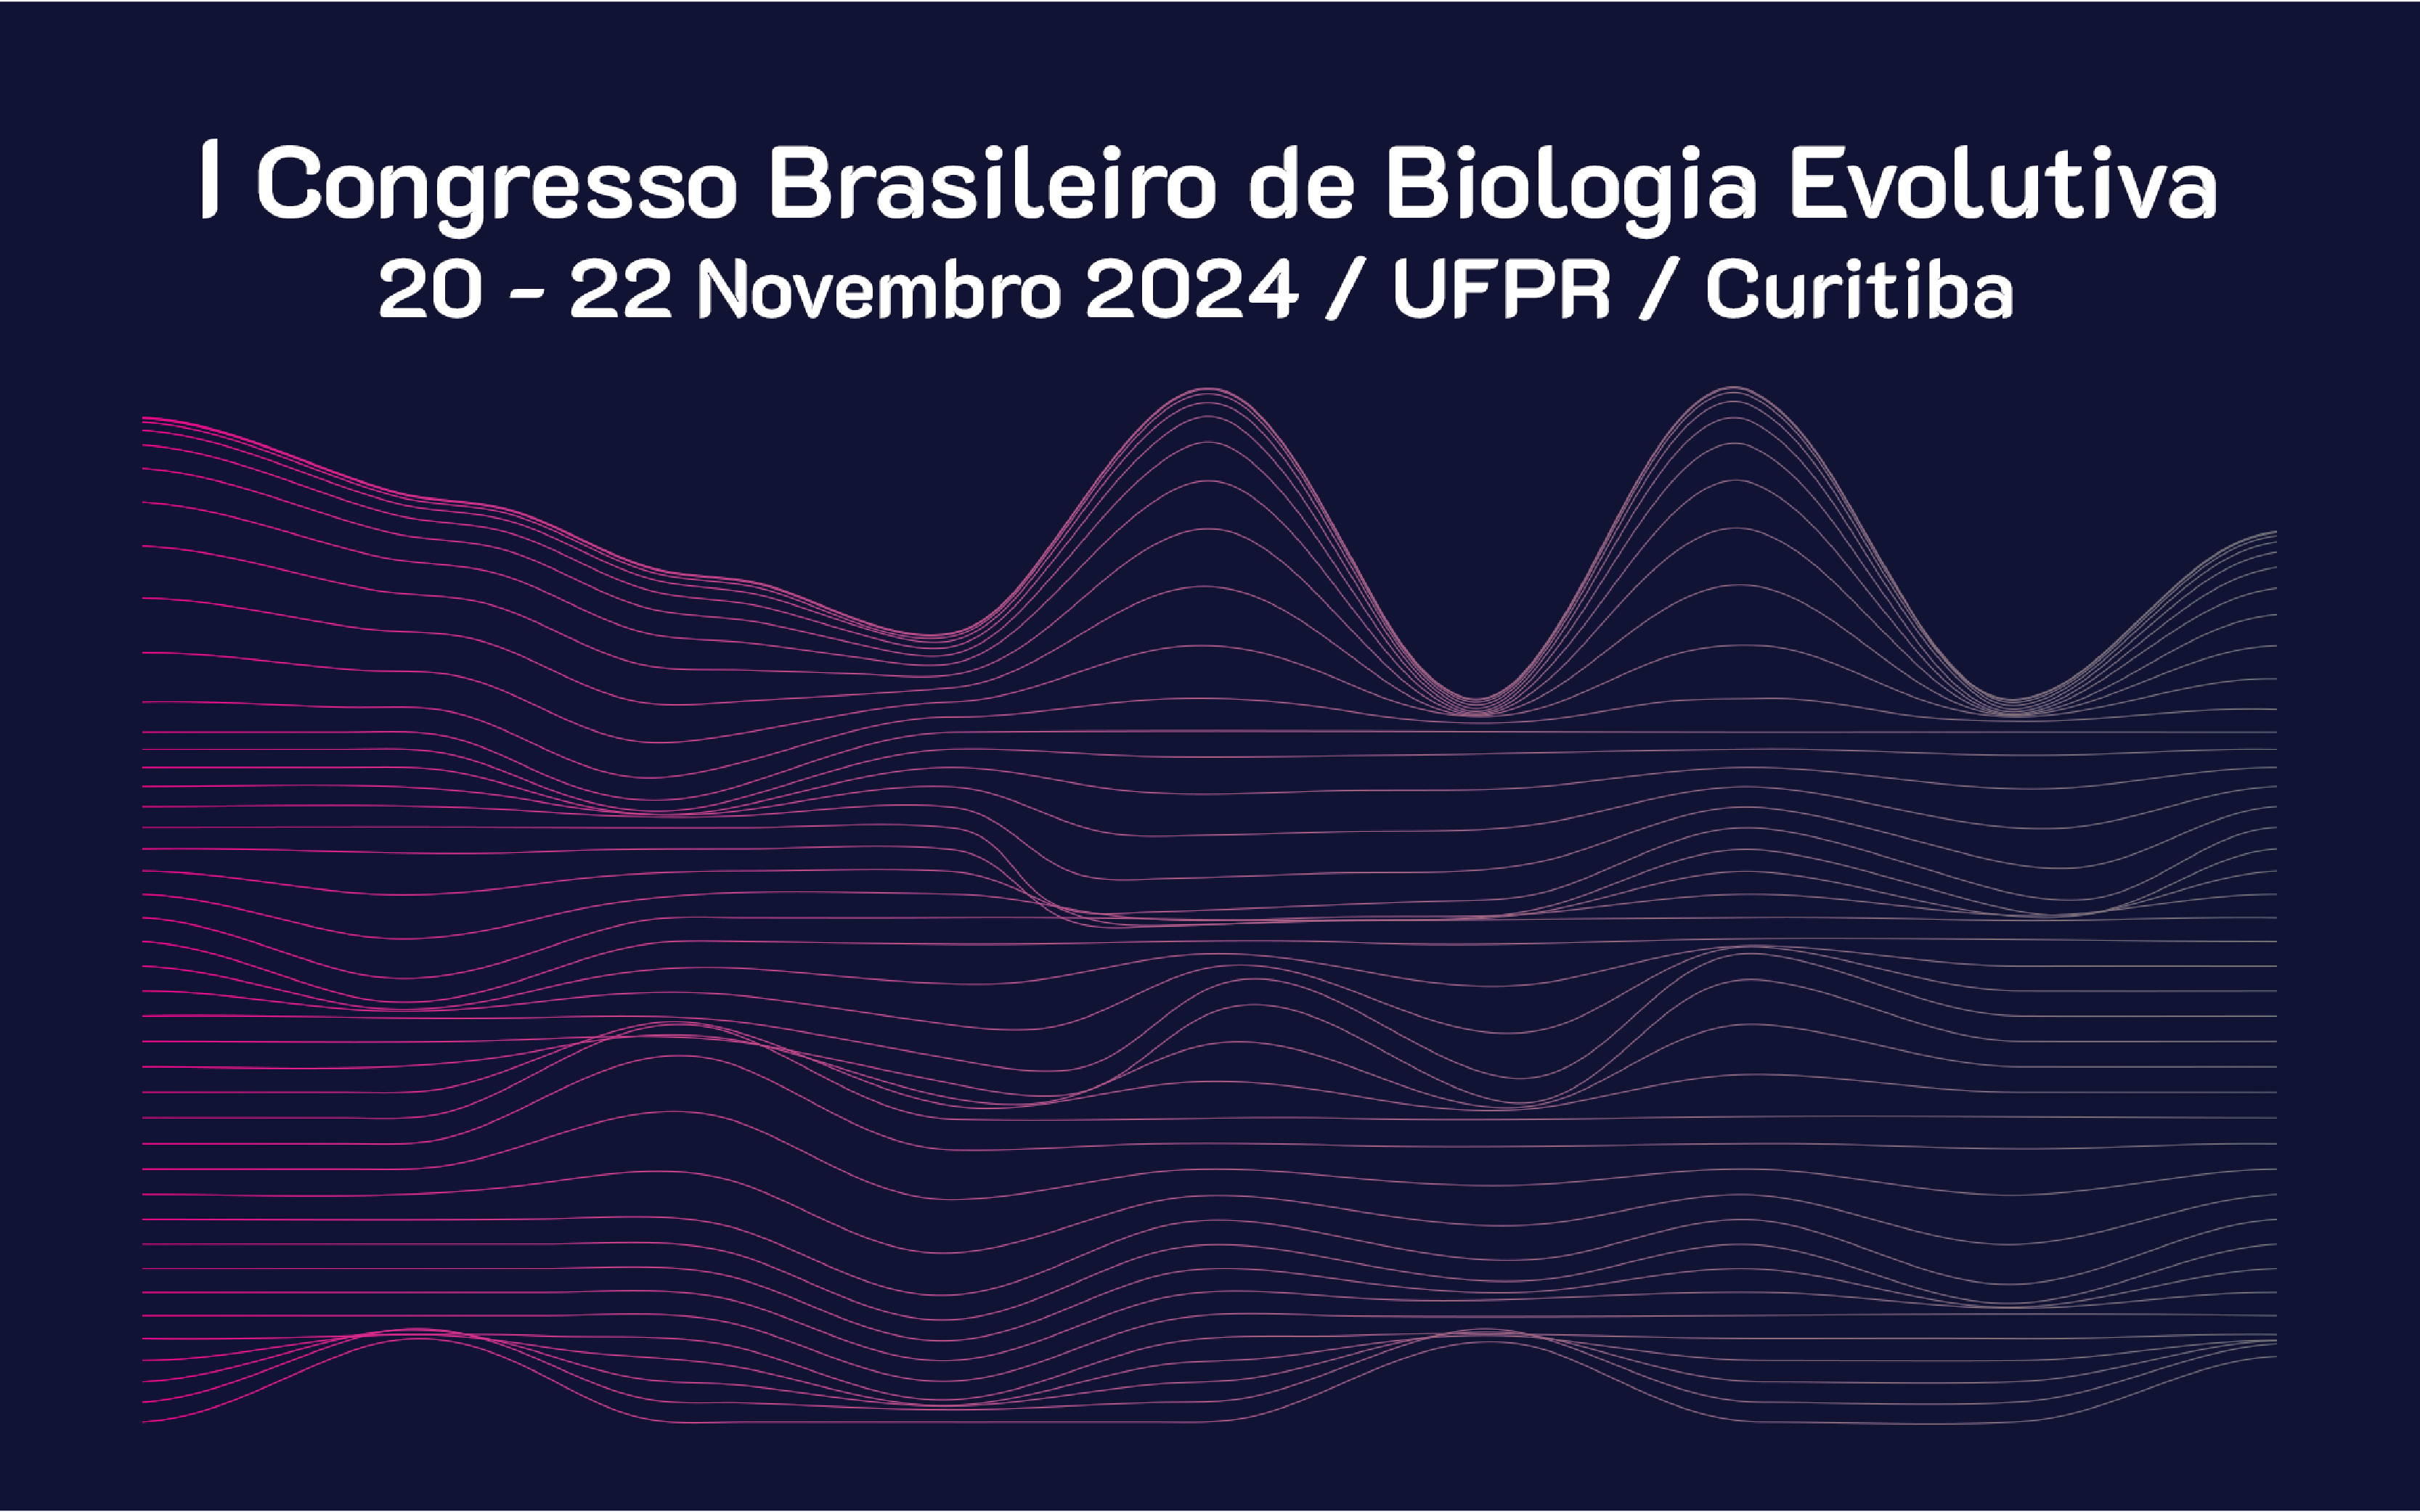 I Congresso Brasileiro de Biologia Evolutiva
20 - 22 Novembro 2024 / UFPR / Curitiba